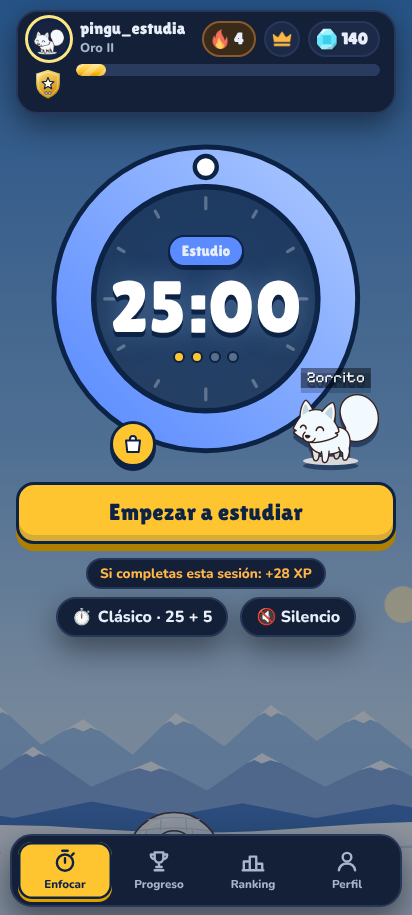 pingu_estudia
Oro II
4
140
Estudio
25:00
Zorrito
Empezar a estudiar
Si completas esta sesión: +28 XP
Clásico · 25 + 5
Silencio
Enfocar
Progreso
Ranking
Perfil